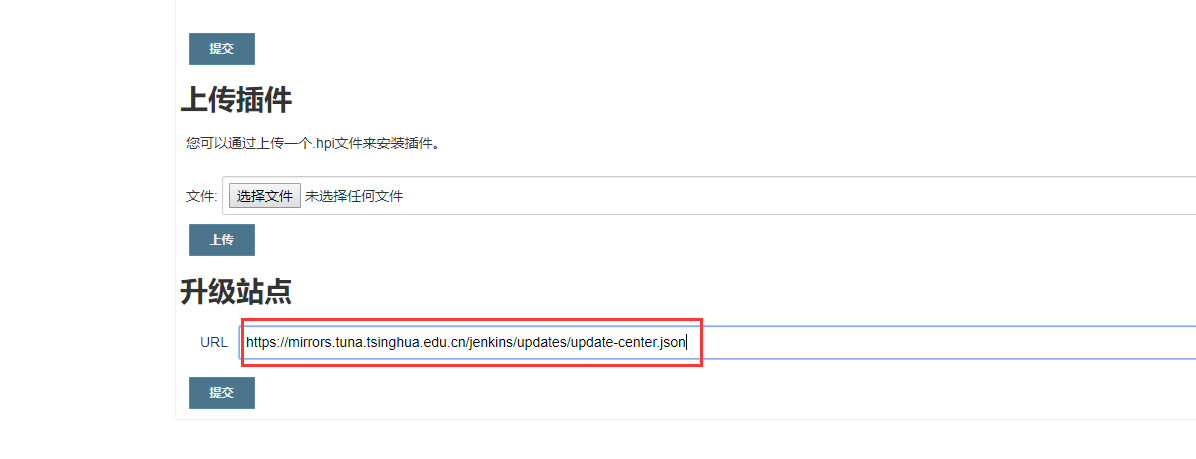 提交
上传插件
您可以通过上传一个.hpi文件来安装插件。
文件: 选择文件 未选择任何文件
上传
升级站点
URL https://mirrors.tuna.tsinghua.edu.cn/jenkins/updates/update-center.json
提交